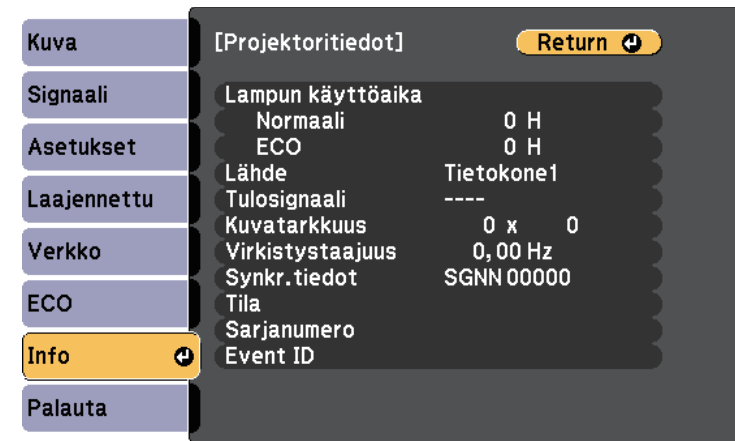 Kuva
Signaali
Asetukset
Laajennettu
Verkko
ECO
Info
Palauta
[Projektoritiedot] Return
Lampun käyttöaika
Normaali 0 H
ECO 0 H
Lähde Tietokone1
Tulosignaali ----
Kuvatarkkuus 0 x 0
Virkistystaajuus 0,00 Hz
Synkr.tiedot SGNN 00000
Tila
Sarjanumero
Event ID